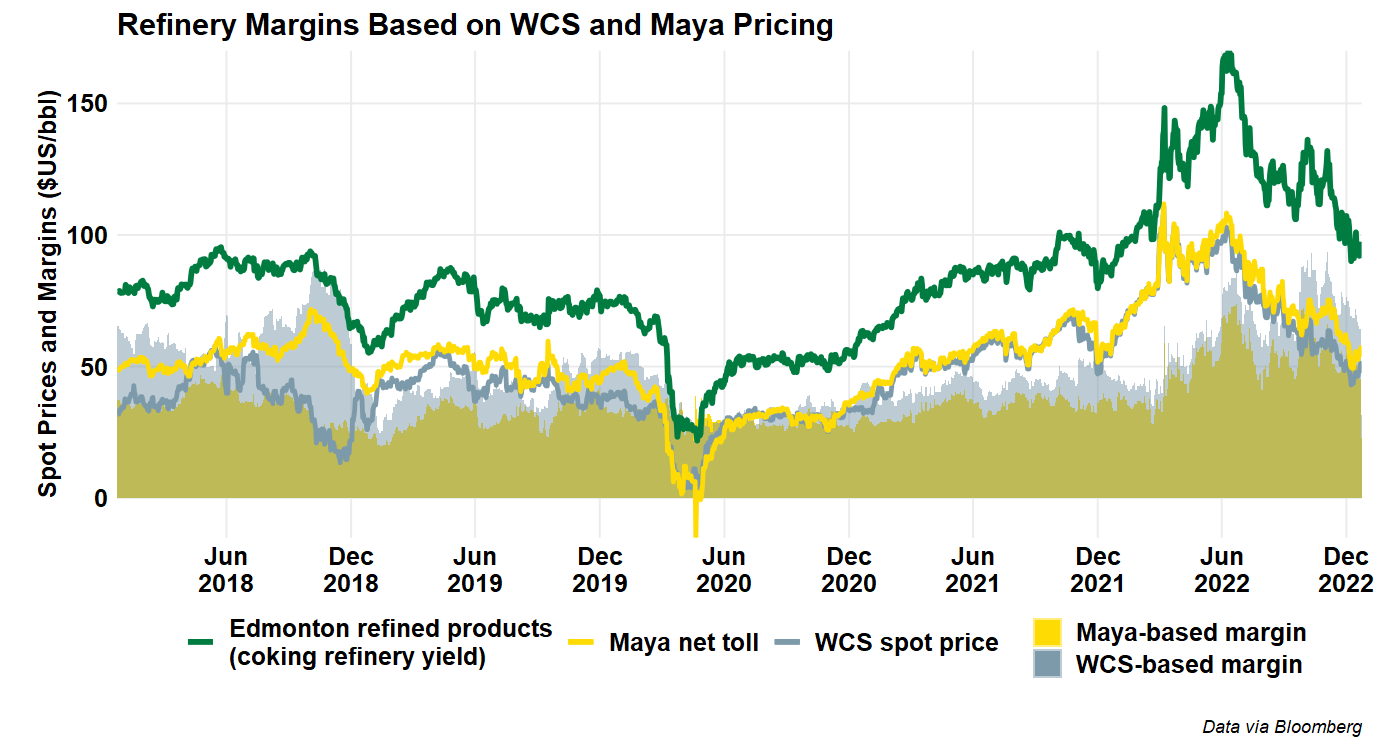 Refinery Margins Based on WCS and Maya Pricing
Spot Prices and Margins ($US/bbl)
150
100
50
0
Jun 2018
Dec 2018
Jun 2019
Dec 2019
Jun 2020
Dec 2020
Jun 2021
Dec 2021
Jun 2022
Dec 2022
Edmonton refined products
(coking refinery yield)
Maya net toll
WCS spot price
Maya-based margin
WCS-based margin
Data via Bloomberg